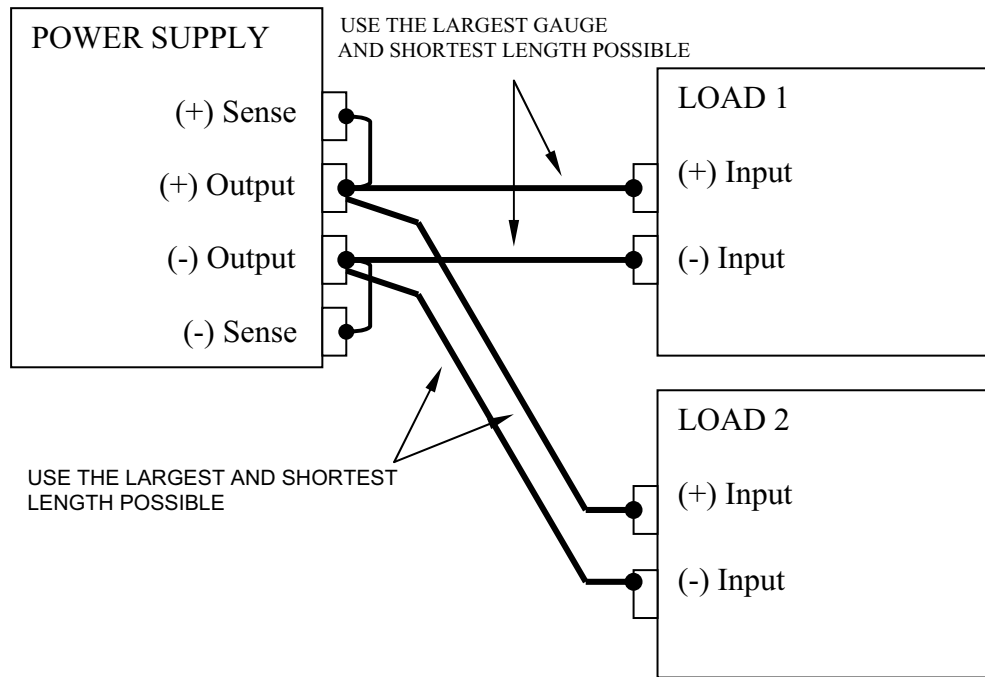 POWER SUPPLY
(+) Sense
(+) Output
(-) Output
(-) Sense
USE THE LARGEST GAUGE
AND SHORTEST LENGTH POSSIBLE
LOAD 1
(+) Input
(-) Input
USE THE LARGEST AND SHORTEST
LENGTH POSSIBLE
LOAD 2
(+) Input
(-) Input